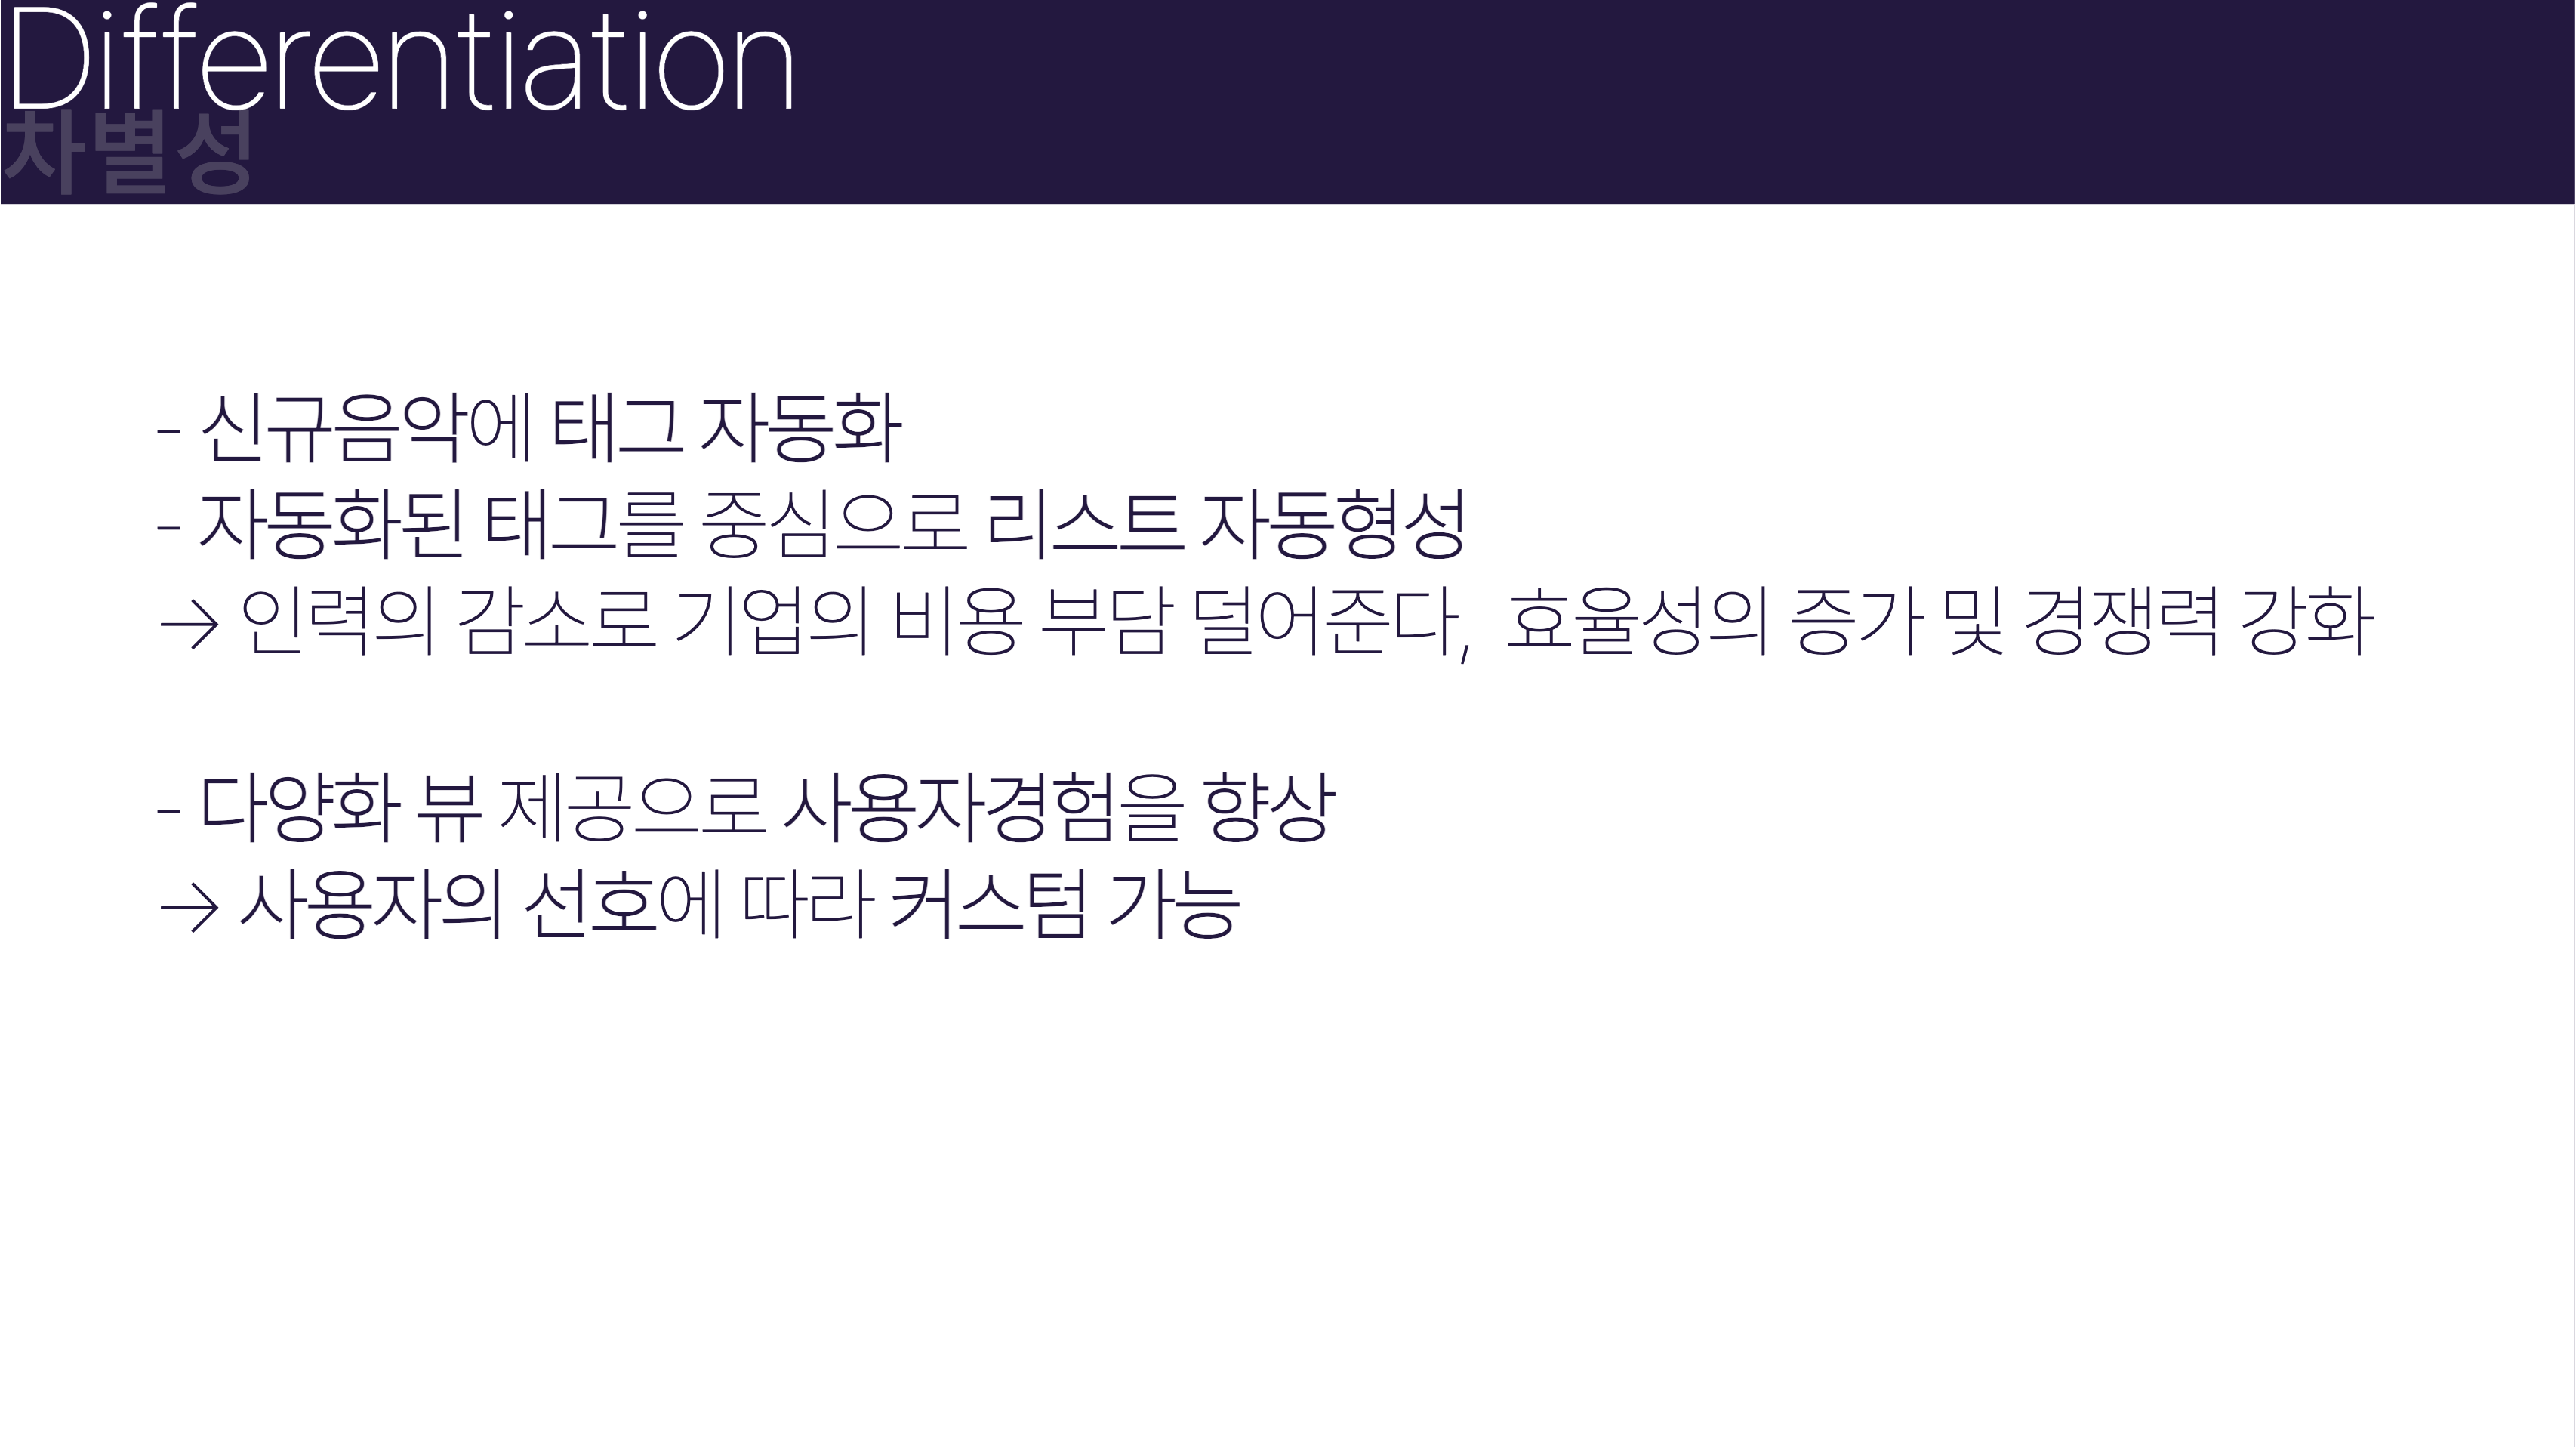 Differentiation
차별성
- 신규음악에 태그 자동화
- 자동화된 태그를 중심으로 리스트 자동형성
→ 인력의 감소로 기업의 비용 부담 덜어준다, 효율성의 증가 및 경쟁력 강화
- 다양화 뷰 제공으로 사용자경험을 향상
→ 사용자의 선호에 따라 커스텀 가능